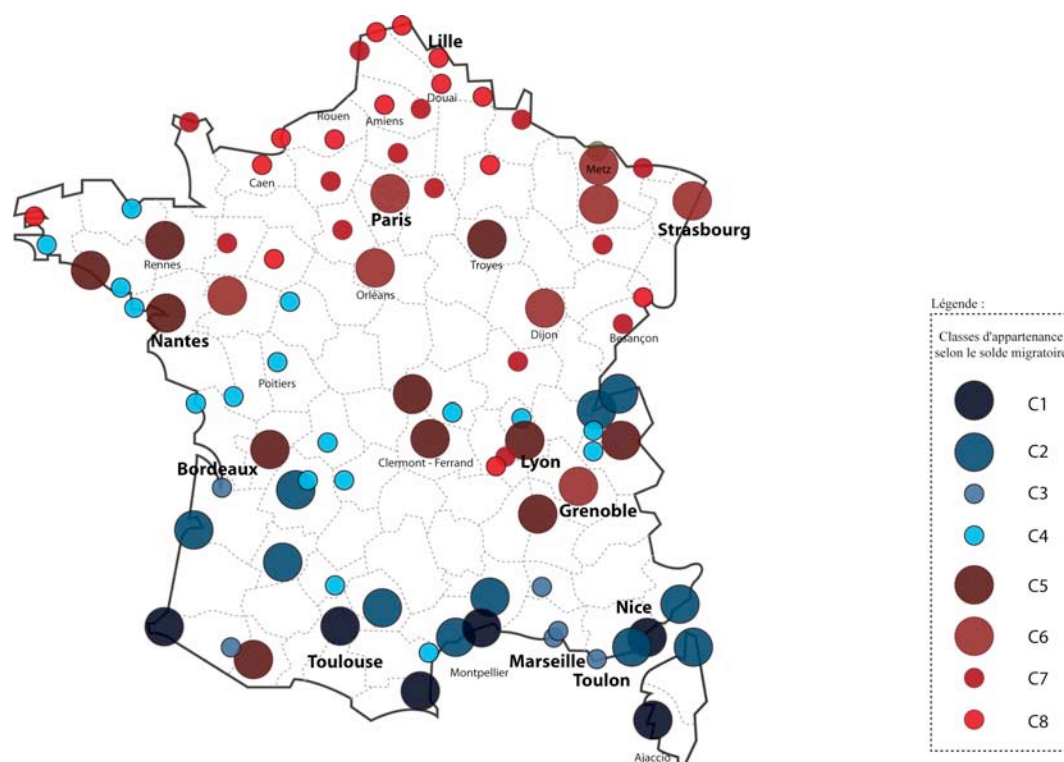 Lille
Douai
Rouen
Amiens
Caen
Metz
Paris
Strasbourg
Rennes
Troyes
Orléans
Nantes
Dijon
Besançon
Poitiers
Bordeaux
Clermont - Ferrand
Lyon
Grenoble
Nice
Toulouse
Marseille
Montpellier
Toulon
Ajaccio
Légende :
Classes d'appartenance
selon le solde migratoire
C1
C2
C3
C4
C5
C6
C7
C8